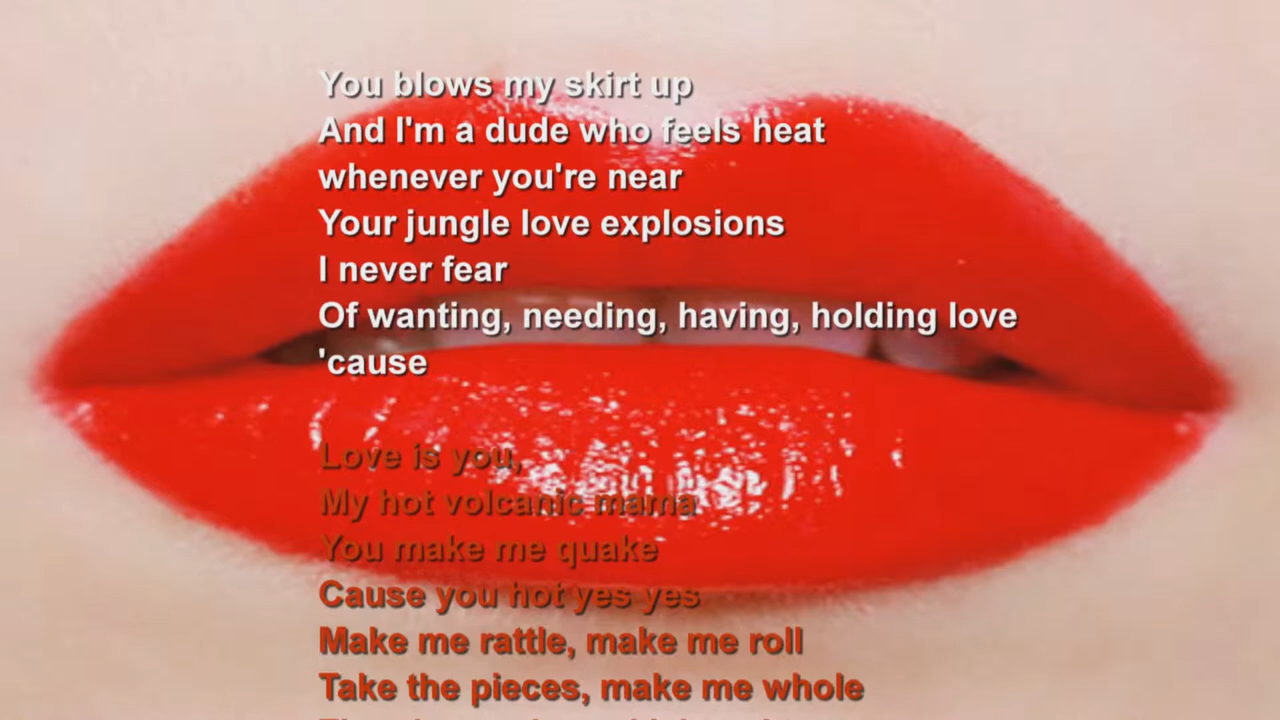 You blows my skirt up
And I'm a dude who feels heat
whenever you're near
Your jungle love explosions
I never fear
Of wanting, needing, having, holding love
'cause
Love is you,
My hot volcanic mama
You make me quake
Cause you hot yes yes
Make me rattle, make me roll
Take the pieces, make me whole